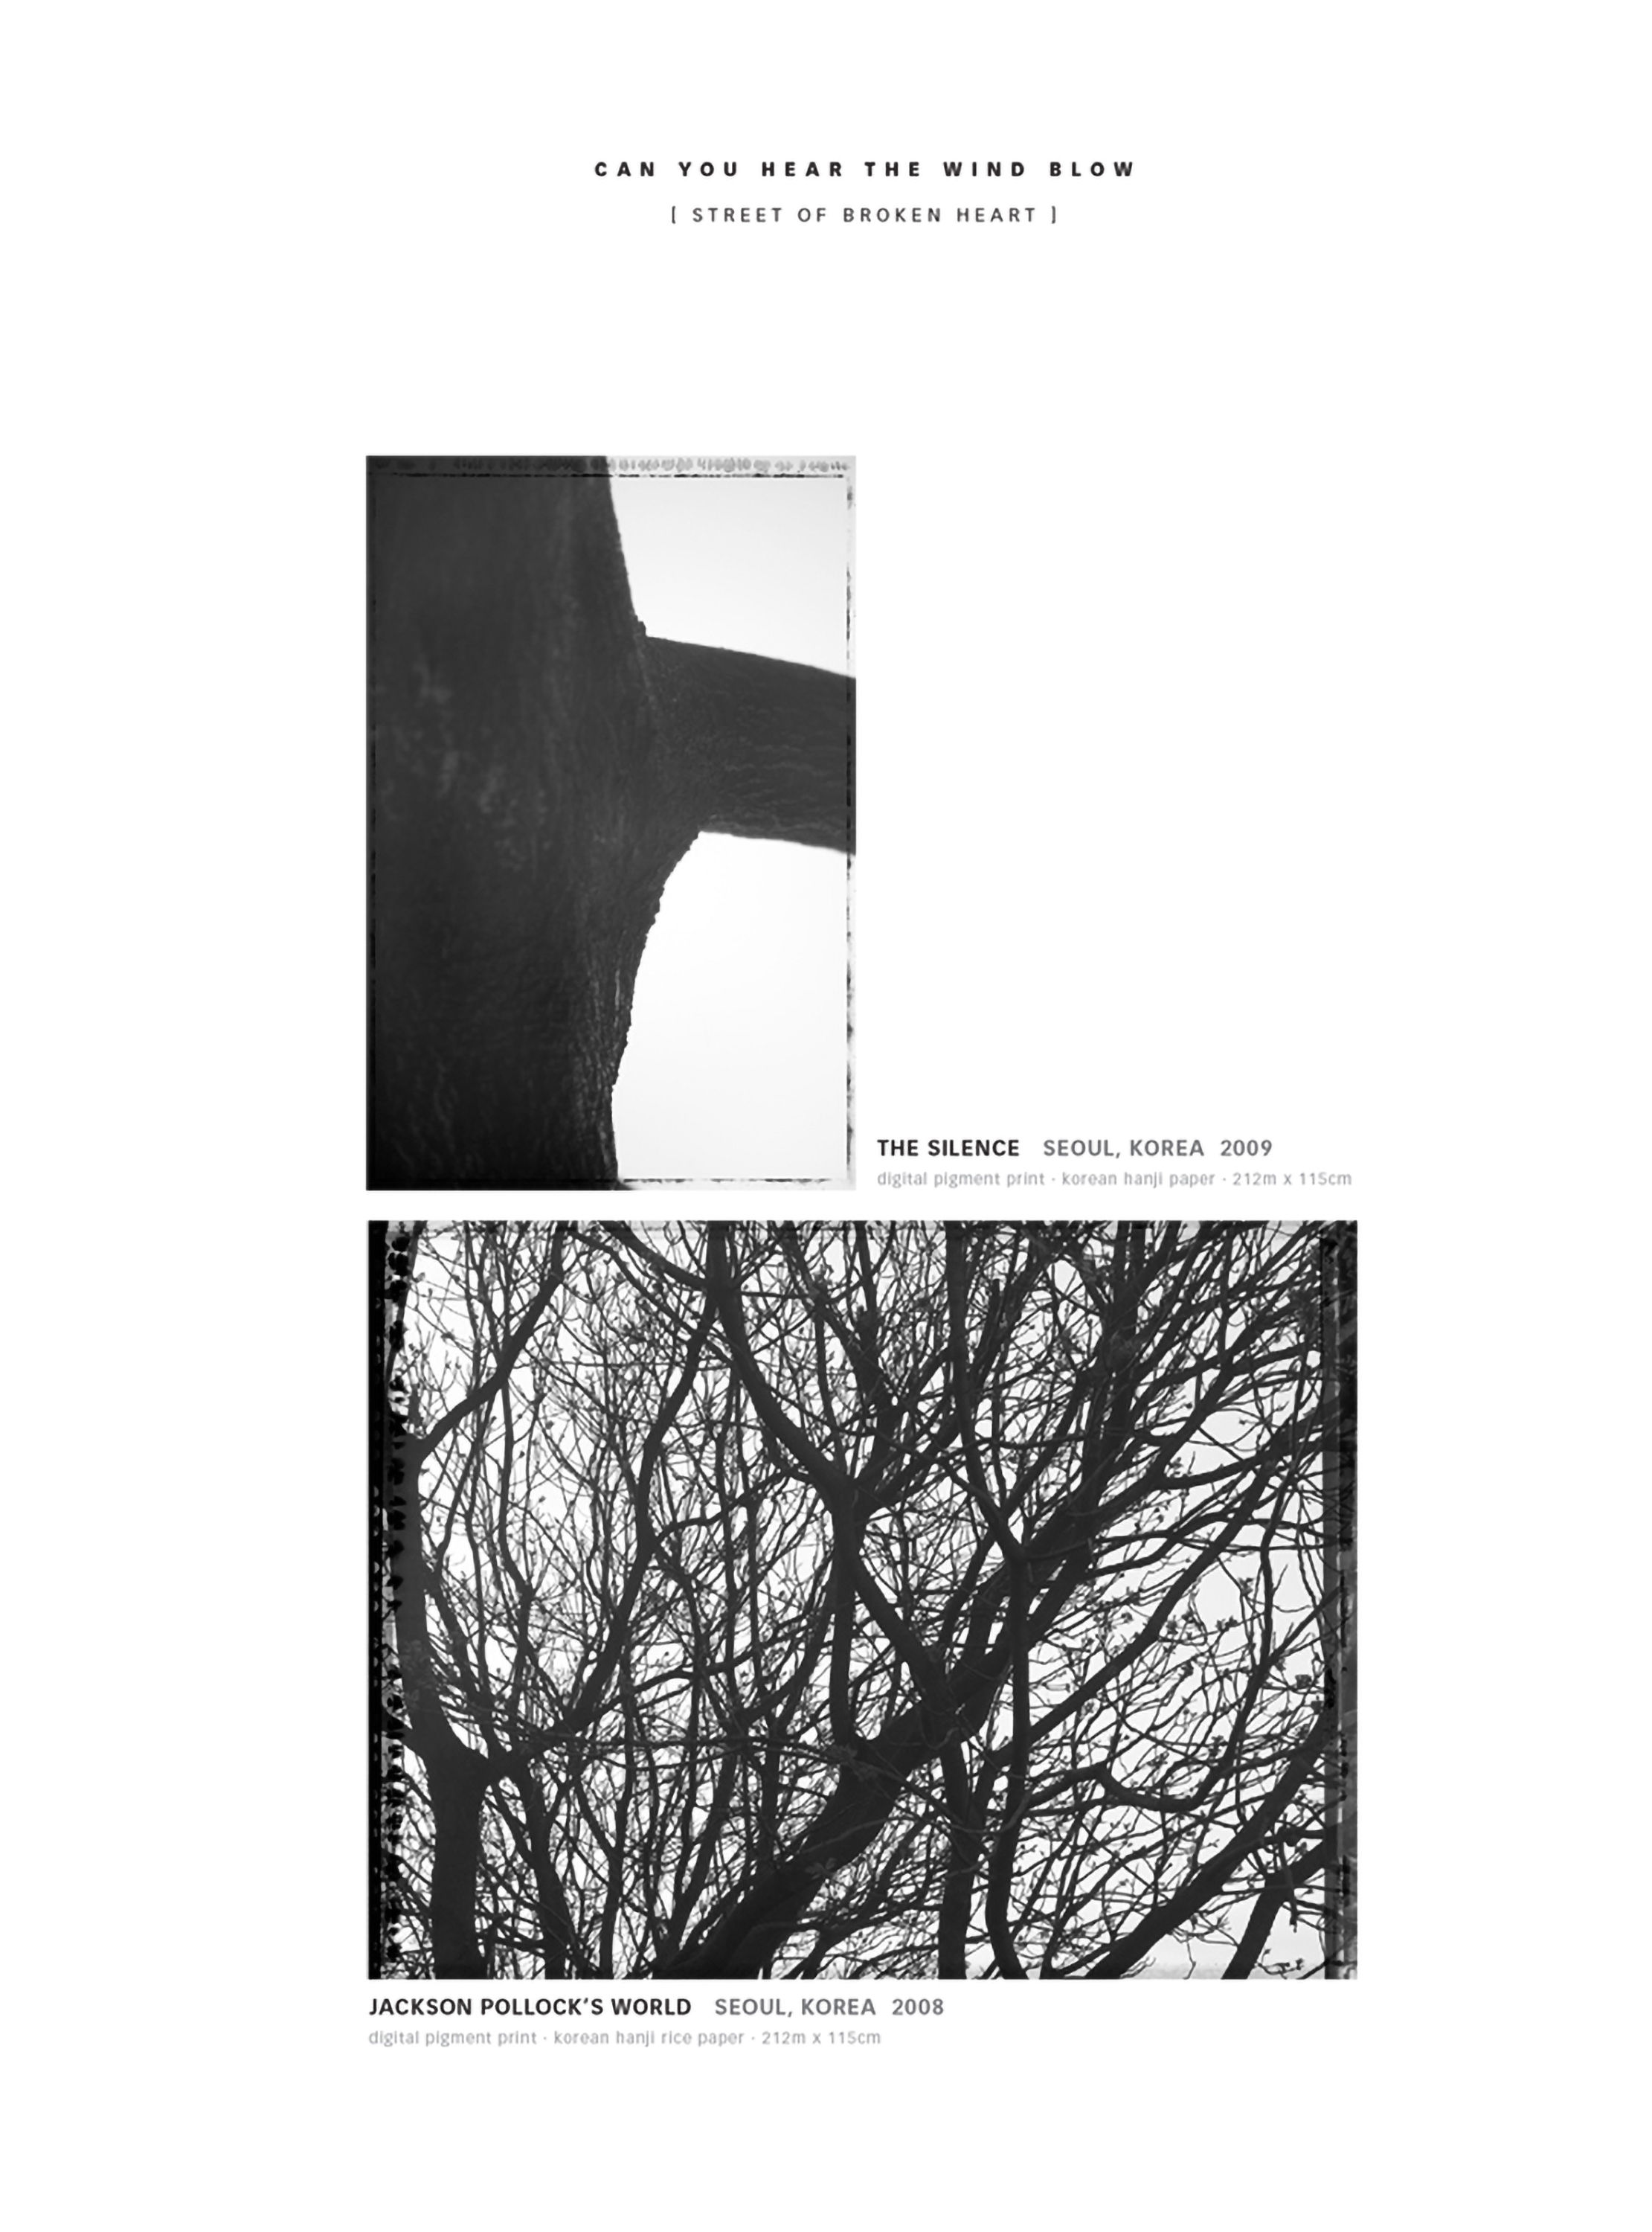 CAN YOU HEAR THE WIND BLOW
[ STREET OF BROKEN HEART ]
THE SILENCE SEOUL, KOREA 2009
digital pigment print · korean hanji paper · 212m x 115cm
JACKSON POLLOCK'S WORLD SEOUL, KOREA 2008
digital pigment print · korean hanji rice paper · 212m x 115cm